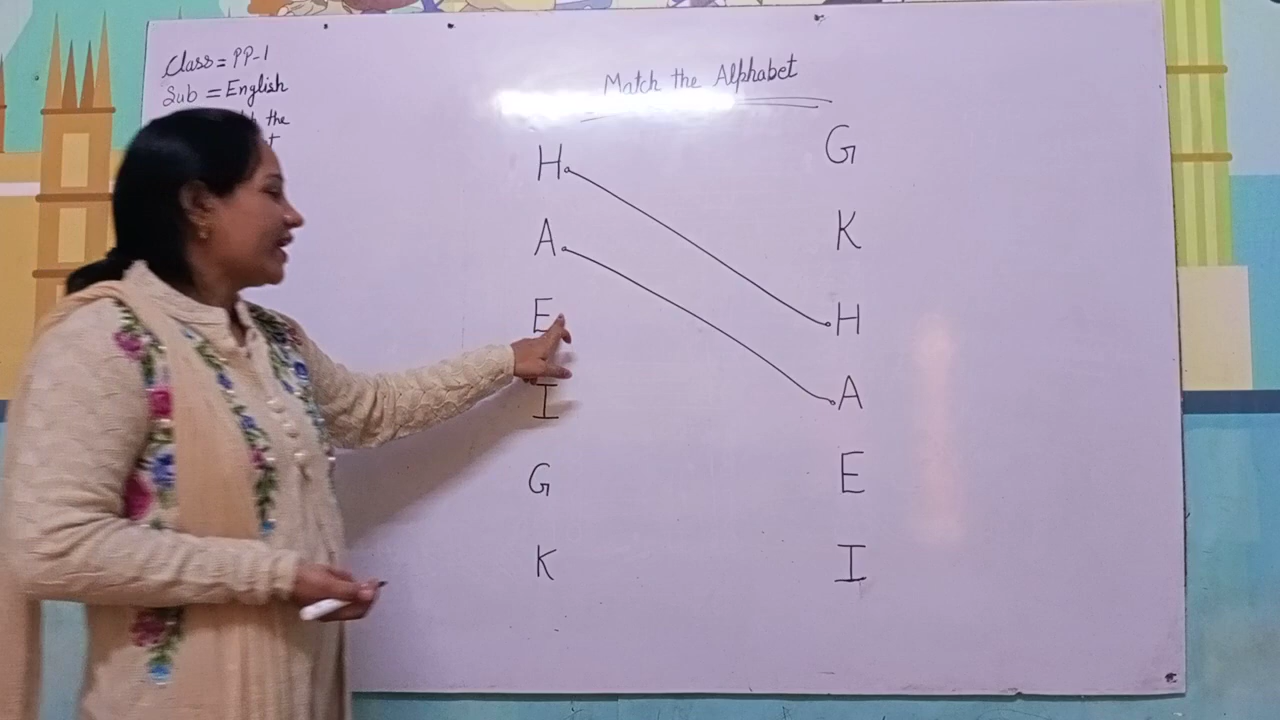 Class = PP-1
Sub = English
the
Match the Alphabet
H G
A K
E H
I A
G E
K I